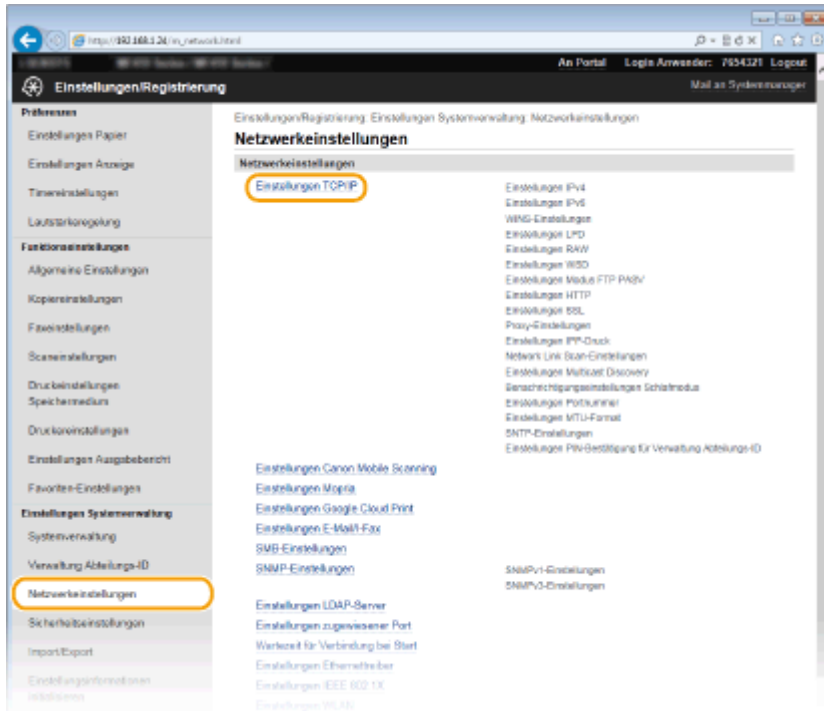 http://192.168.1.24/m_network.html
An Portal Login Anwender: 7654321 Logout
Einstellungen/Registrierung
Mail an Systemmanager
Präferenzen
Einstellungen Papier
Einstellungen Anzeige
Timereinstellungen
Lautstärkeregelung
Funktionseinstellungen
Allgemeine Einstellungen
Kopiereinstellungen
Faxeinstellungen
Scaneinstellungen
Druckeinstellungen
Speichermedium
Druckereinstellungen
Einstellungen Ausgabebericht
Favoriten-Einstellungen
Einstellungen Systemverwaltung
Systemverwaltung
Verwaltung Abteilungs-ID
Netzwerkeinstellungen
Sicherheitseinstellungen
Import/Export
Einstellungsinformationen
initialisieren
Einstellungen/Registrierung: Einstellungen Systemverwaltung: Netzwerkeinstellungen
Netzwerkeinstellungen
Netzwerkeinstellungen
Einstellungen TCP/IP
Einstellungen IPv4
Einstellungen IPv6
WINS-Einstellungen
Einstellungen LPD
Einstellungen RAW
Einstellungen WSD
Einstellungen Modus FTP PASV
Einstellungen HTTP
Einstellungen SSL
Proxy-Einstellungen
Einstellungen IPP-Druck
Network Link Scan-Einstellungen
Einstellungen Multicast Discovery
Benachrichtigungseinstellungen Schlafmodus
Einstellungen Portnummer
Einstellungen MTU-Format
SNTP-Einstellungen
Einstellungen PIN-Bestätigung für Verwaltung Abteilungs-ID
Einstellungen Canon Mobile Scanning
Einstellungen Mopria
Einstellungen Google Cloud Print
Einstellungen E-Mail/I-Fax
SMB-Einstellungen
SNMP-Einstellungen
SNMPv1-Einstellungen
SNMPv3-Einstellungen
Einstellungen LDAP-Server
Einstellungen zugewiesener Port
Wartezeit für Verbindung bei Start
Einstellungen Ethernettreiber
Einstellungen IEEE 802.1X
Einstellungen WLAN